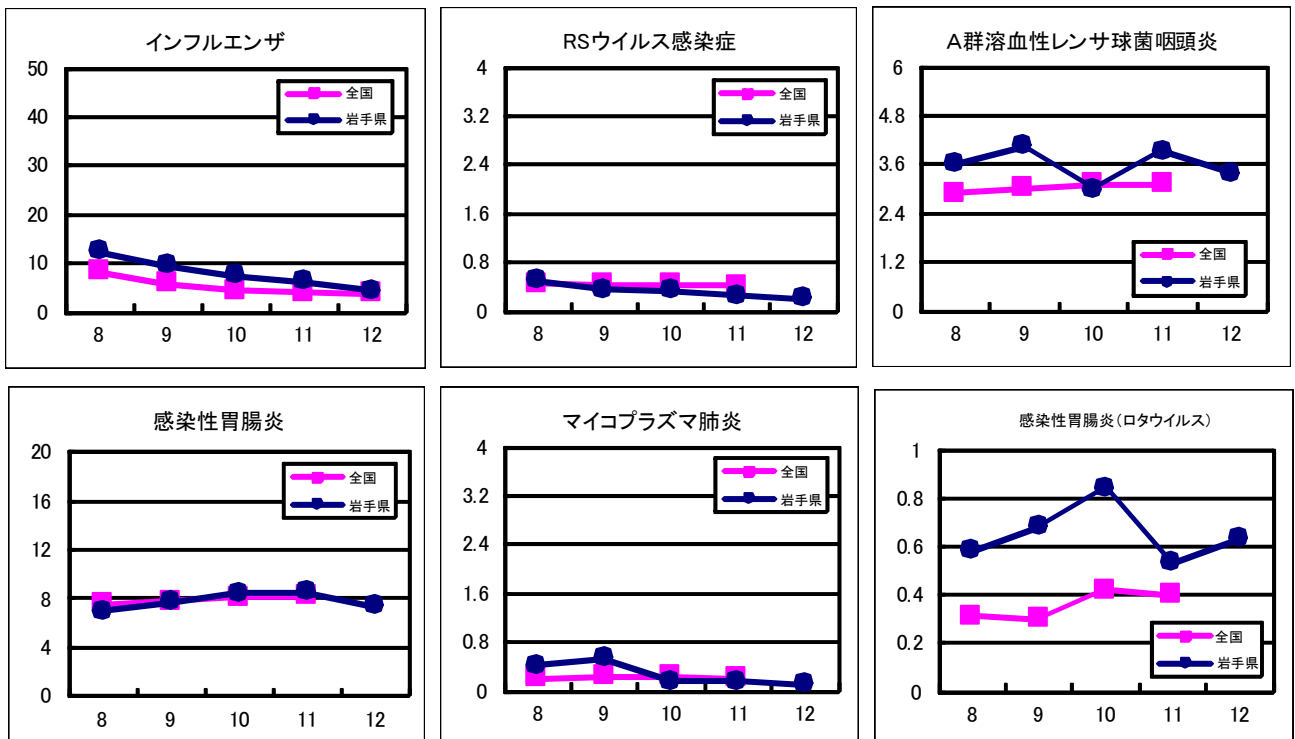 インフルエンザ
50
40
30
20
10
0
8 9 10 11 12
全国
岩手県
RSウイルス感染症
4
3.2
2.4
1.6
0.8
0
8 9 10 11 12
全国
岩手県
A群溶血性レンサ球菌咽頭炎
6
4.8
3.6
2.4
1.2
0
8 9 10 11 12
全国
岩手県
感染性胃腸炎
20
16
12
8
4
0
8 9 10 11 12
全国
岩手県
マイコプラズマ肺炎
4
3.2
2.4
1.6
0.8
0
8 9 10 11 12
全国
岩手県
感染性胃腸炎(ロタウイルス)
1
0.8
0.6
0.4
0.2
0
8 9 10 11 12
全国
岩手県